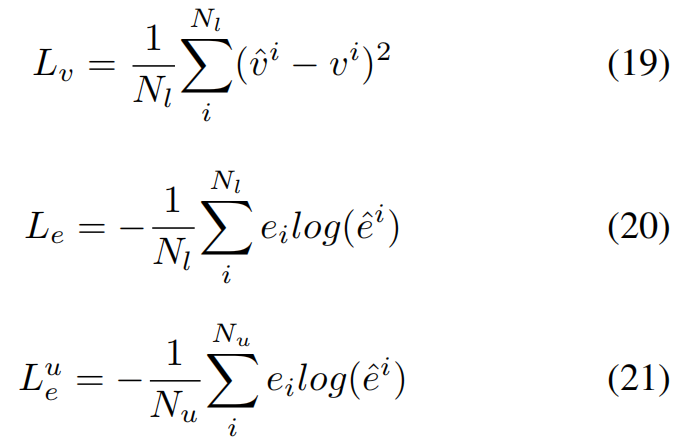 L_v = \frac{1}{N_l} \sum_{i}^{N_l} (\hat{v}^i - v^i)^2 (19)
L_e = -\frac{1}{N_l} \sum_{i}^{N_l} e_i log(\hat{e}^i) (20)
L_e^u = -\frac{1}{N_u} \sum_{i}^{N_u} e_i log(\hat{e}^i) (21)